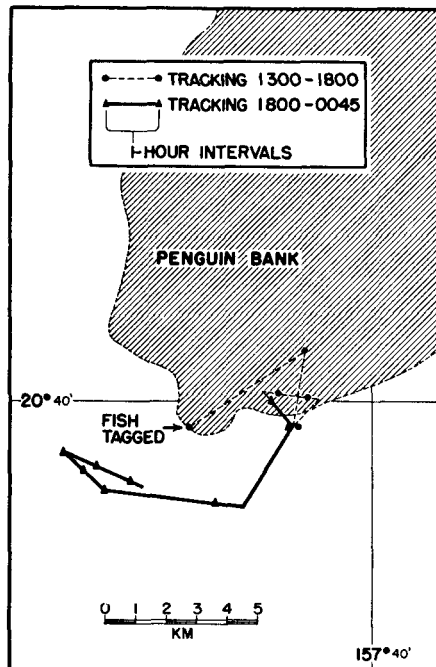 TRACKING 1300-1800
TRACKING 1800-0045
1-HOUR INTERVALS
PENGUIN BANK
20° 40'
FISH
TAGGED
0 1 2 3 4 5
KM
157° 40'